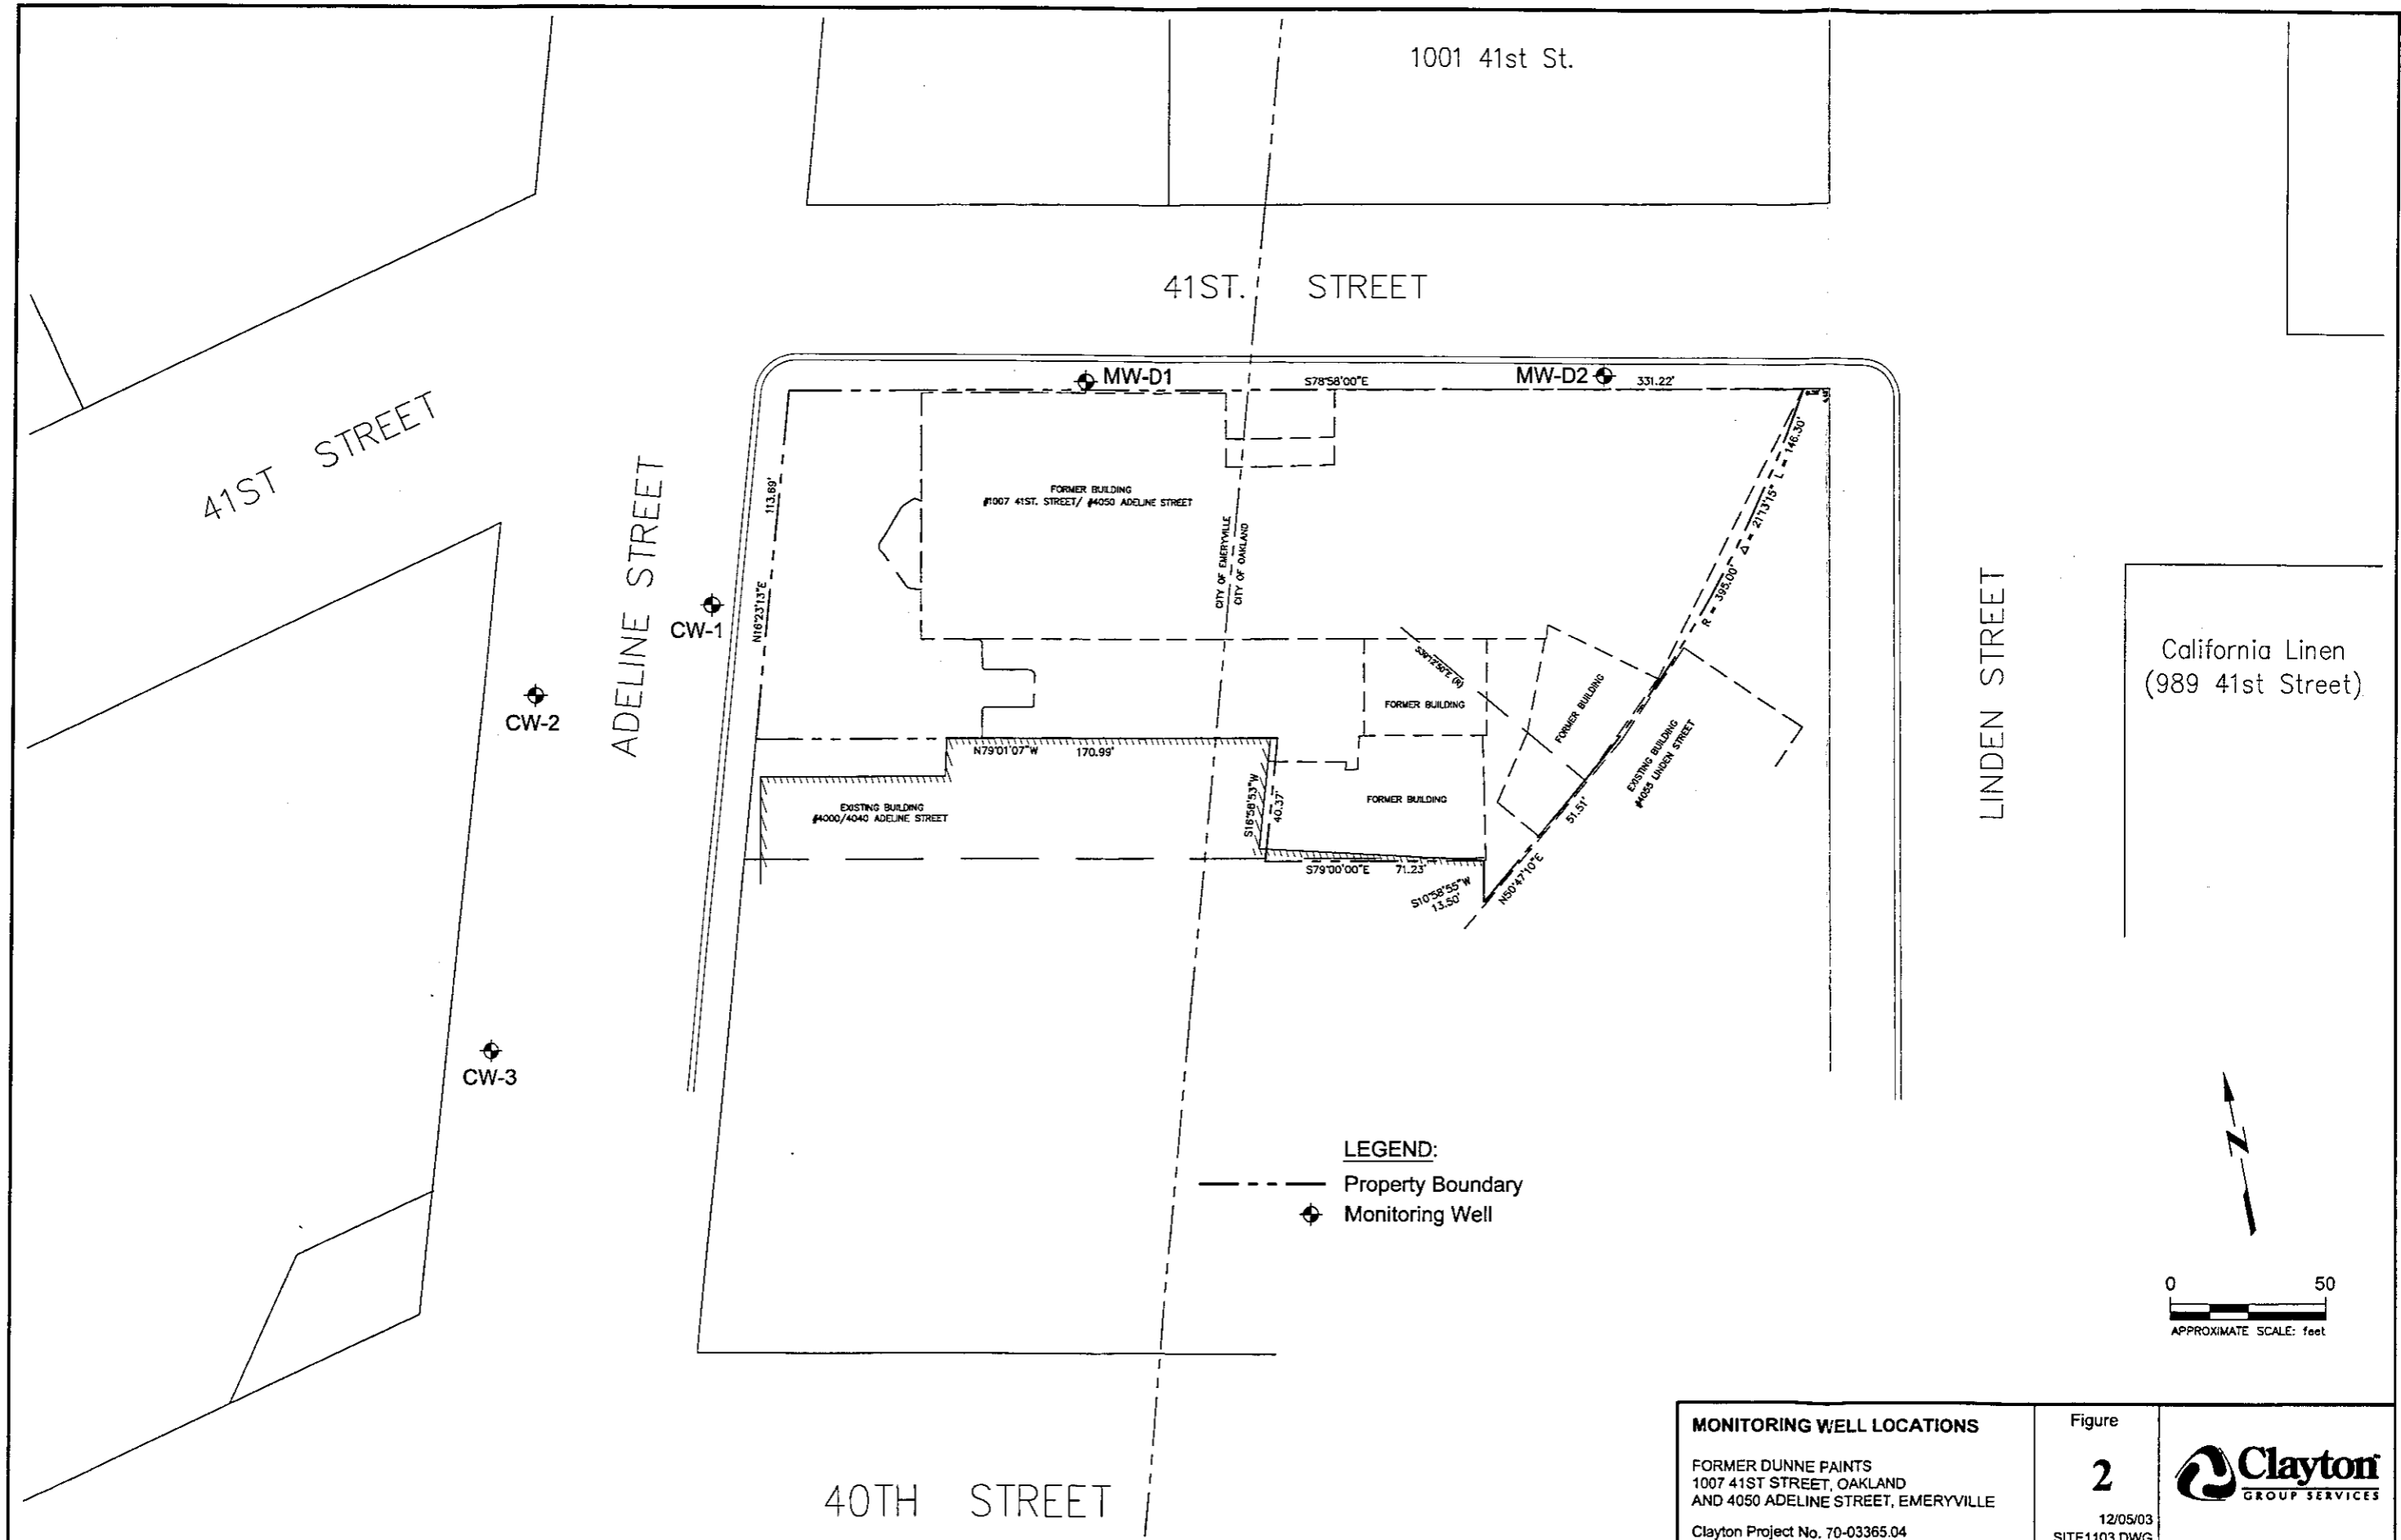 1001 41st St.
41ST. STREET
41ST STREET
ADELINE STREET
LINDEN STREET
40TH STREET
MW-D1
S78°58'00"E
MW-D2
331.22'
113.69'
N16°23'13"E
CW-1
CW-2
CW-3
FORMER BUILDING
#1007 41ST. STREET/ #4050 ADELINE STREET
CITY OF EMERYVILLE
CITY OF OAKLAND
R = 395.00' Δ = 21°13'15" L = 146.30'
FORMER BUILDING
FORMER BUILDING
FORMER BUILDING
EXISTING BUILDING
#4055 LINDEN STREET
51.51'
N50°47'10"E
N79°01'07"W 170.99'
EXISTING BUILDING
#4000/4040 ADELINE STREET
S16°58'53"W
40.37'
S79°00'00"E 71.23'
S10°58'55"W
13.50'
California Linen
(989 41st Street)
LEGEND:
Property Boundary
Monitoring Well
N
0 50
APPROXIMATE SCALE: feet
MONITORING WELL LOCATIONS
FORMER DUNNE PAINTS
1007 41ST STREET, OAKLAND
AND 4050 ADELINE STREET, EMERYVILLE
Clayton Project No. 70-03365.04
Figure
2
12/05/03
SITE1103.DWG
Clayton
GROUP SERVICES